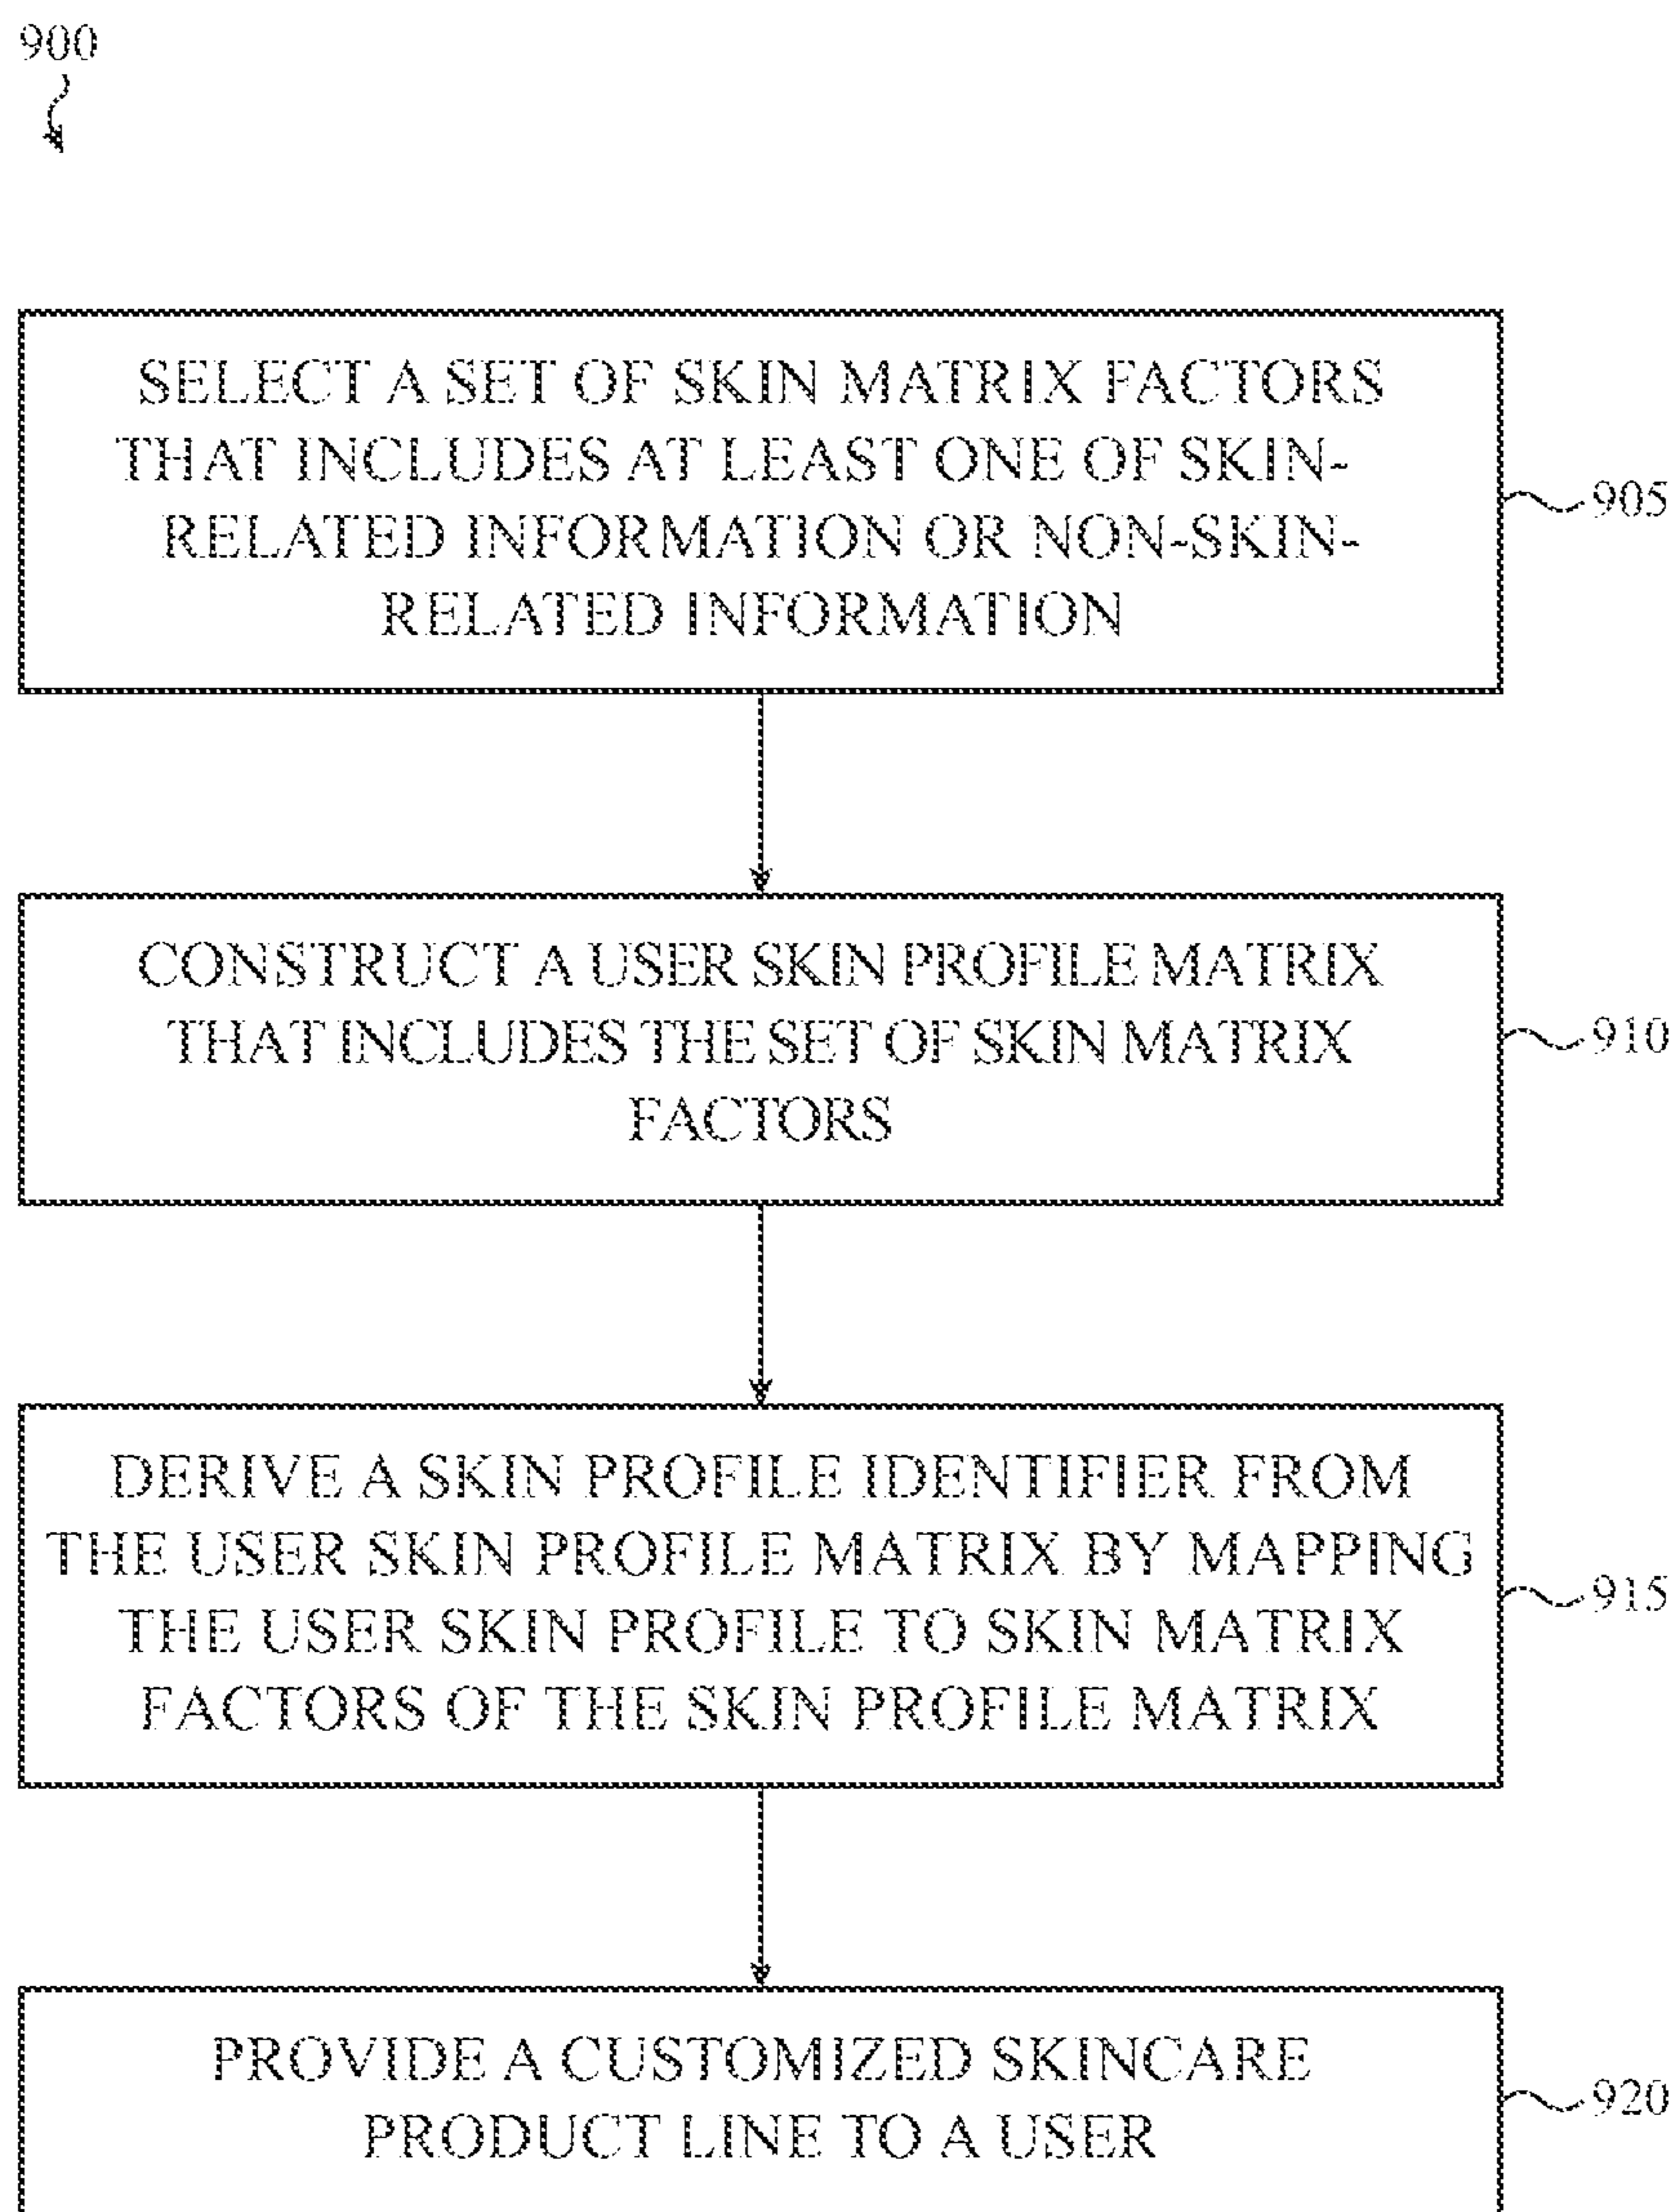 900
SELECT A SET OF SKIN MATRIX FACTORS
THAT INCLUDES AT LEAST ONE OF SKIN-
RELATED INFORMATION OR NON-SKIN-
RELATED INFORMATION
905
CONSTRUCT A USER SKIN PROFILE MATRIX
THAT INCLUDES THE SET OF SKIN MATRIX
FACTORS
910
DERIVE A SKIN PROFILE IDENTIFIER FROM
THE USER SKIN PROFILE MATRIX BY MAPPING
THE USER SKIN PROFILE TO SKIN MATRIX
FACTORS OF THE SKIN PROFILE MATRIX
915
PROVIDE A CUSTOMIZED SKINCARE
PRODUCT LINE TO A USER
920